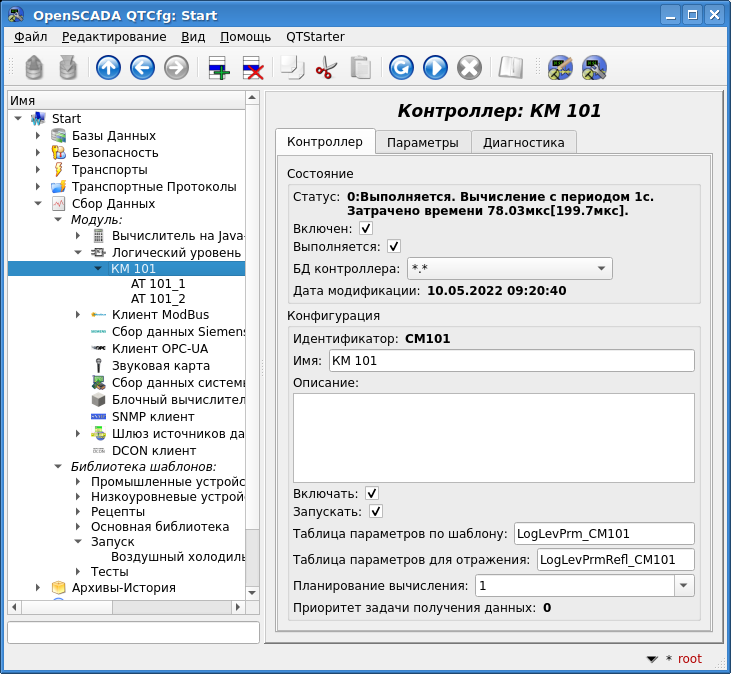 OpenSCADA QTCfg: Start
Файл Редактирование Вид Помощь QTStarter
Имя
Start
Базы Данных
Безопасность
Транспорты
Транспортные Протоколы
Сбор Данных
Модуль:
Вычислитель на Java-
Логический уровень
КМ 101
AT 101_1
AT 101_2
Клиент ModBus
Сбор данных Siemens
Клиент OPC-UA
Звуковая карта
Сбор данных системы
Блочный вычислител
SNMP клиент
Шлюз источников да
DCON клиент
Библиотека шаблонов:
Промышленные устройс
Низкоуровневые устрой
Рецепты
Основная библиотека
Запуск
Воздушный холодиль
Тесты
Архивы-История
Контроллер: КМ 101
Контроллер Параметры Диагностика
Состояние
Статус: 0:Выполняется. Вычисление с периодом 1с.
Затрачено времени 78.03мкс[199.7мкс].
Включен:
Выполняется:
БД контроллера: *.*
Дата модификации: 10.05.2022 09:20:40
Конфигурация
Идентификатор: CM101
Имя: КМ 101
Описание:
Включать:
Запускать:
Таблица параметров по шаблону: LogLevPrm_CM101
Таблица параметров для отражения: LogLevPrmRefl_CM101
Планирование вычисления: 1
Приоритет задачи получения данных: 0
* root